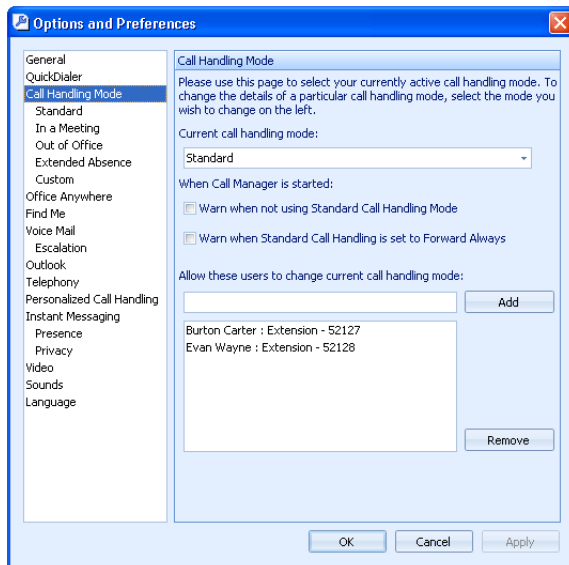 Options and Preferences
General
QuickDialer
Call Handling Mode
Standard
In a Meeting
Out of Office
Extended Absence
Custom
Office Anywhere
Find Me
Voice Mail
Escalation
Outlook
Telephony
Personalized Call Handling
Instant Messaging
Presence
Privacy
Video
Sounds
Language
Call Handling Mode
Please use this page to select your currently active call handling mode. To
change the details of a particular call handling mode, select the mode you
wish to change on the left.
Current call handling mode:
Standard
When Call Manager is started:
Warn when not using Standard Call Handling Mode
Warn when Standard Call Handling is set to Forward Always
Allow these users to change current call handling mode:
Add
Burton Carter : Extension - 52127
Evan Wayne : Extension - 52128
Remove
OK
Cancel
Apply